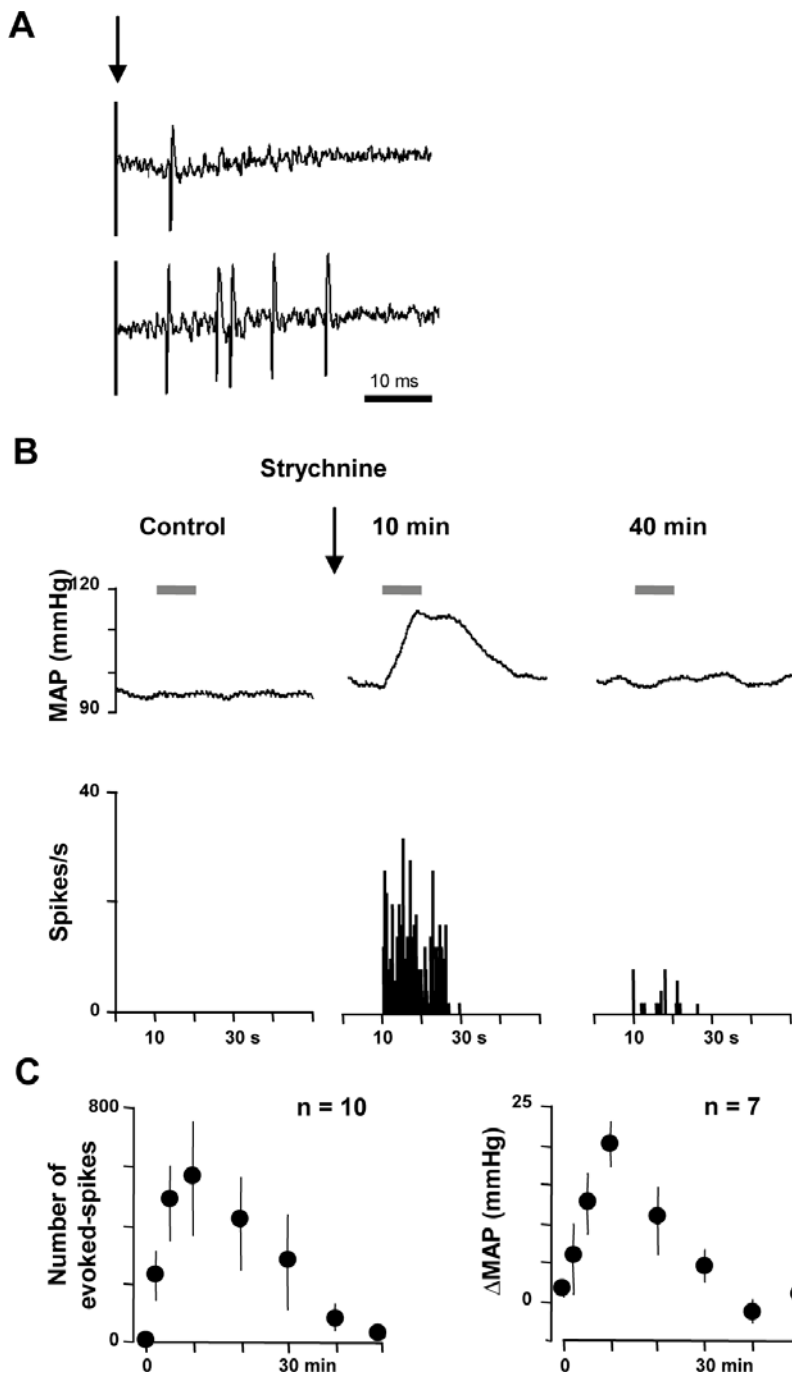 A
10 ms
B
Strychnine
Control
10 min
40 min
MAP (mmHg)
120
90
Spikes/s
40
0
10
30 s
10
30 s
10
30 s
C
Number of
evoked-spikes
800
0
n = 10
0
30 min
ΔMAP (mmHg)
25
0
n = 7
0
30 min